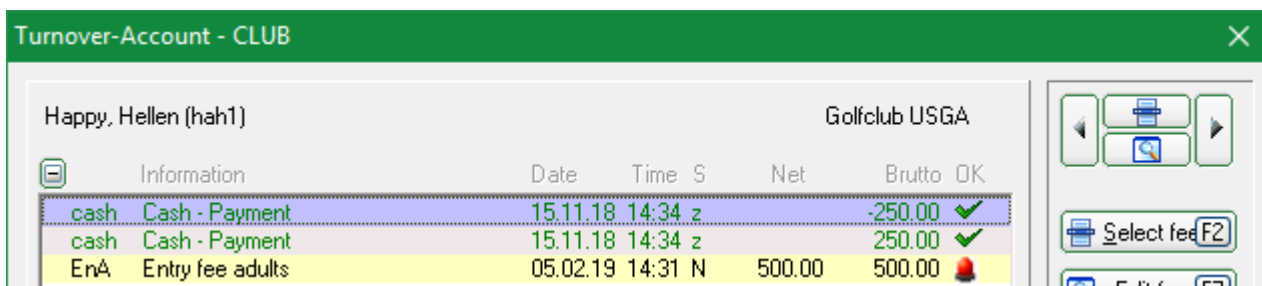 Turnover-Account - CLUB
Happy, Hellen (hah1) Golfclub USGA
Information Date Time S Net Brutto OK
cash Cash - Payment 15.11.18 14:34 z -250.00
cash Cash - Payment 15.11.18 14:34 z 250.00
EnA Entry fee adults 05.02.19 14:31 N 500.00 500.00
Select fee F2